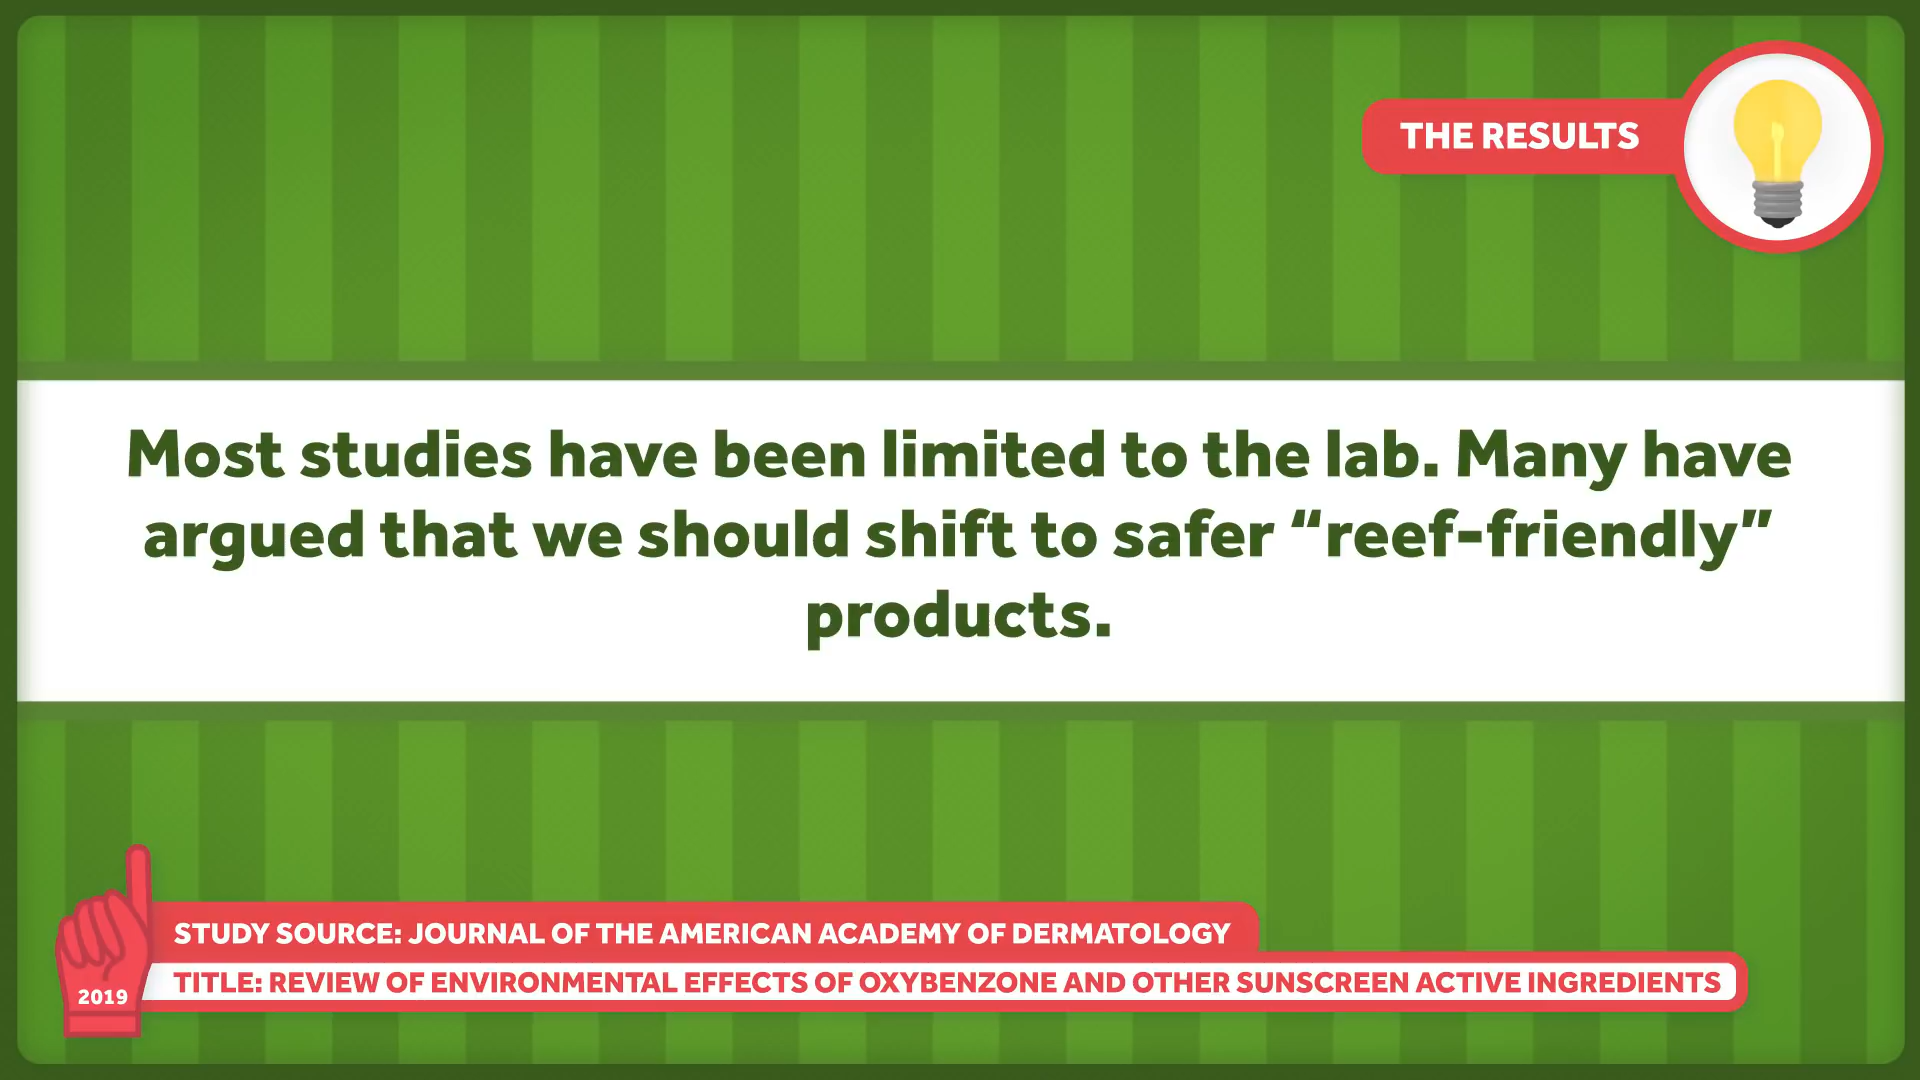 THE RESULTS
Most studies have been limited to the lab. Many have
argued that we should shift to safer “reef-friendly”
products.
STUDY SOURCE: JOURNAL OF THE AMERICAN ACADEMY OF DERMATOLOGY
TITLE: REVIEW OF ENVIRONMENTAL EFFECTS OF OXYBENZONE AND OTHER SUNSCREEN ACTIVE INGREDIENTS
2019